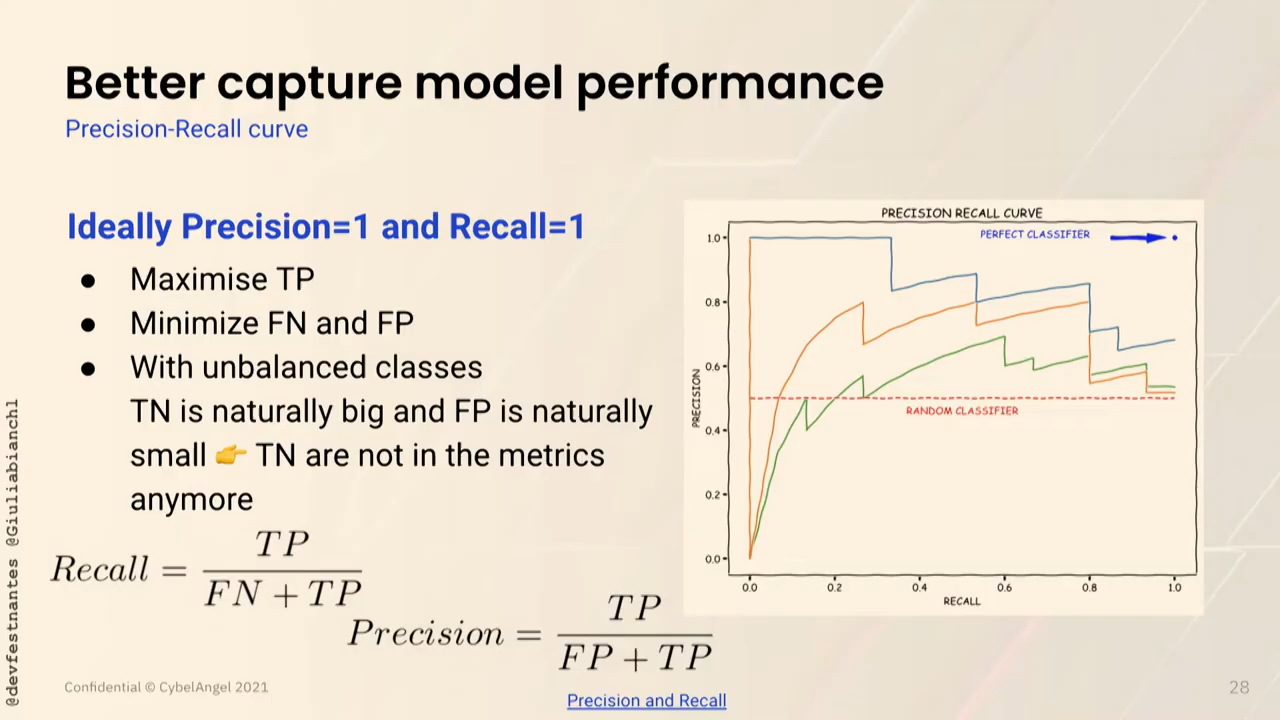 Better capture model performance
Precision-Recall curve
Ideally Precision=1 and Recall=1
● Maximise TP
● Minimize FN and FP
● With unbalanced classes
TN is naturally big and FP is naturally
small 👉 TN are not in the metrics
anymore
Recall = TP / (FN + TP)
Precision = TP / (FP + TP)
PRECISION RECALL CURVE
PERFECT CLASSIFIER
RANDOM CLASSIFIER
PRECISION
1.0
0.8
0.6
0.4
0.2
0.0
0.0 0.2 0.4 0.6 0.8 1.0
RECALL
@devfestnantes @Giuliabianchl
Confidential © CybelAngel 2021
Precision and Recall
28